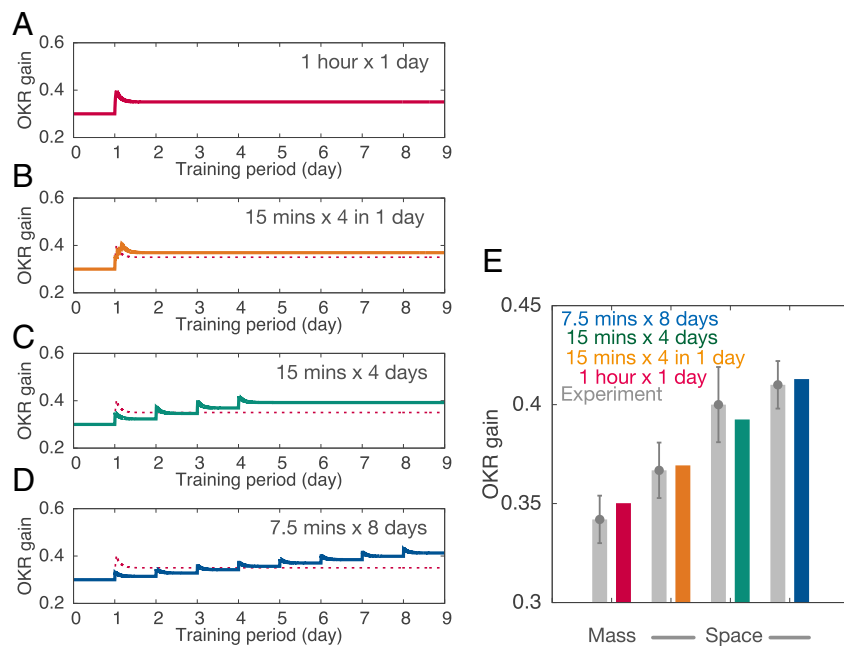 A
0.6
0.4
0.2
OKR gain
1 hour x 1 day
0 1 2 3 4 5 6 7 8 9
Training period (day)
B
0.6
0.4
0.2
OKR gain
15 mins x 4 in 1 day
0 1 2 3 4 5 6 7 8 9
Training period (day)
C
0.6
0.4
0.2
OKR gain
15 mins x 4 days
0 1 2 3 4 5 6 7 8 9
Training period (day)
D
0.6
0.4
0.2
OKR gain
7.5 mins x 8 days
0 1 2 3 4 5 6 7 8 9
Training period (day)
E
0.45
0.4
0.35
0.3
OKR gain
7.5 mins x 8 days
15 mins x 4 days
15 mins x 4 in 1 day
1 hour x 1 day
Experiment
Mass Space